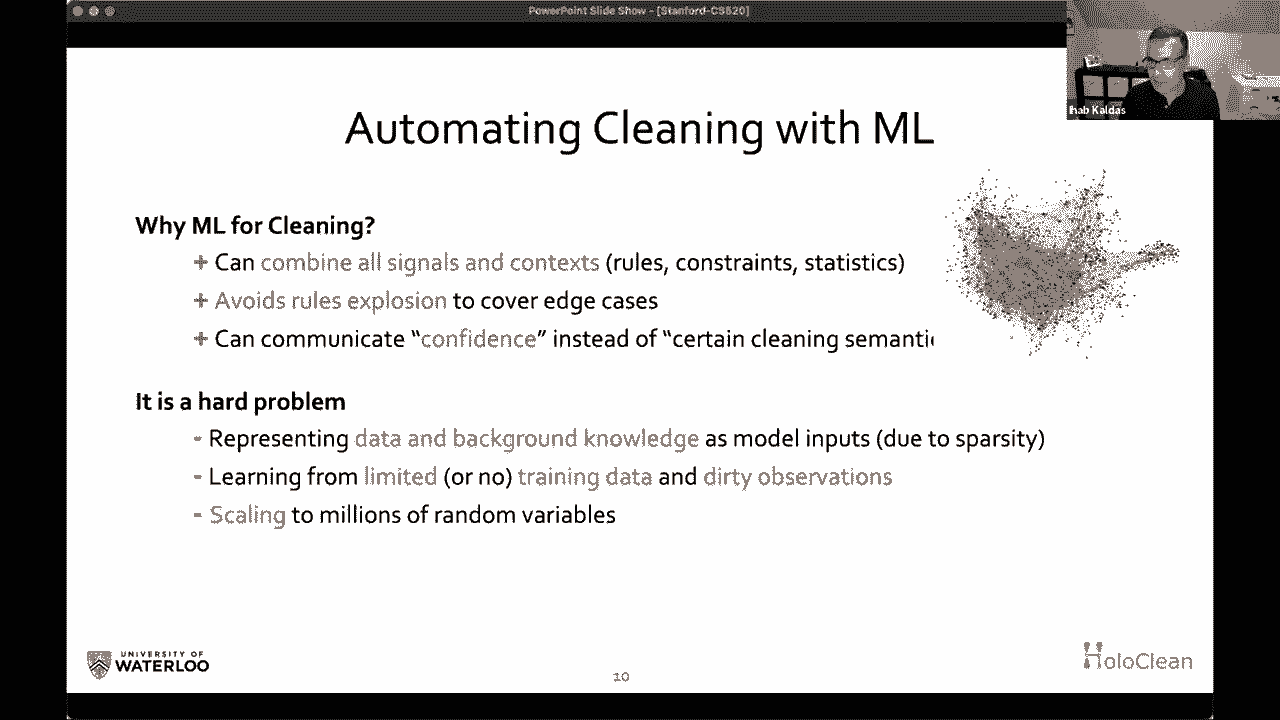 PowerPoint Slide Show - [Stanford-CS520]
Ihab Kaldas
Automating Cleaning with ML
Why ML for Cleaning?
+ Can combine all signals and contexts (rules, constraints, statistics)
+ Avoids rules explosion to cover edge cases
+ Can communicate “confidence” instead of “certain cleaning semanti
It is a hard problem
- Representing data and background knowledge as model inputs (due to sparsity)
- Learning from limited (or no) training data and dirty observations
- Scaling to millions of random variables
UNIVERSITY OF
WATERLOO
10
HoloClean